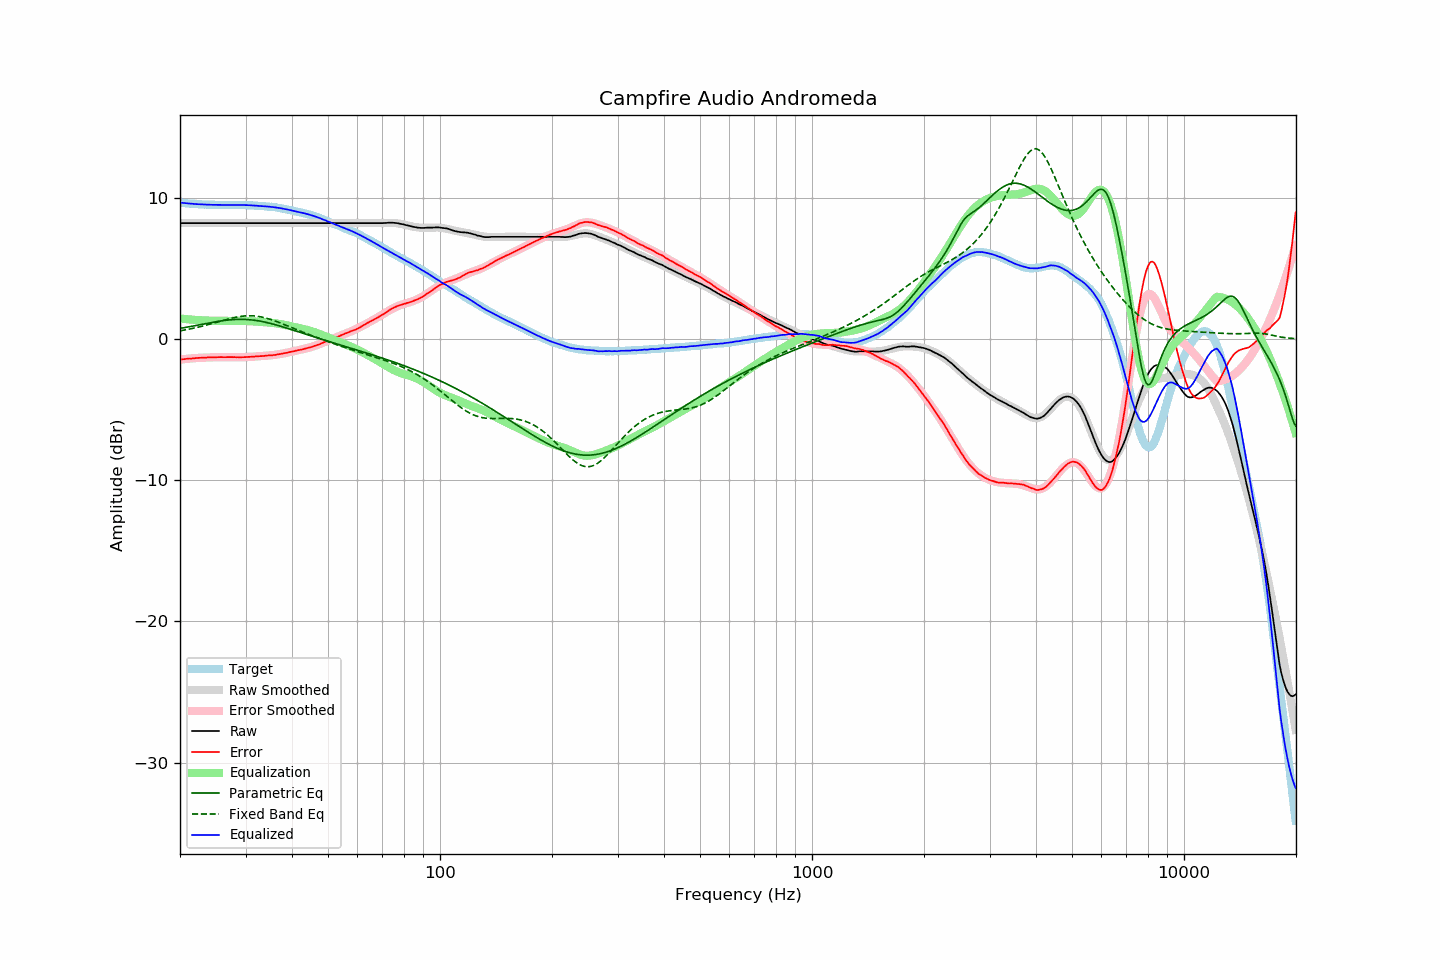 Campfire Audio Andromeda
Amplitude (dBr)
10
0
−10
−20
−30
Target
Raw Smoothed
Error Smoothed
Raw
Error
Equalization
Parametric Eq
Fixed Band Eq
Equalized
100
1000
10000
Frequency (Hz)